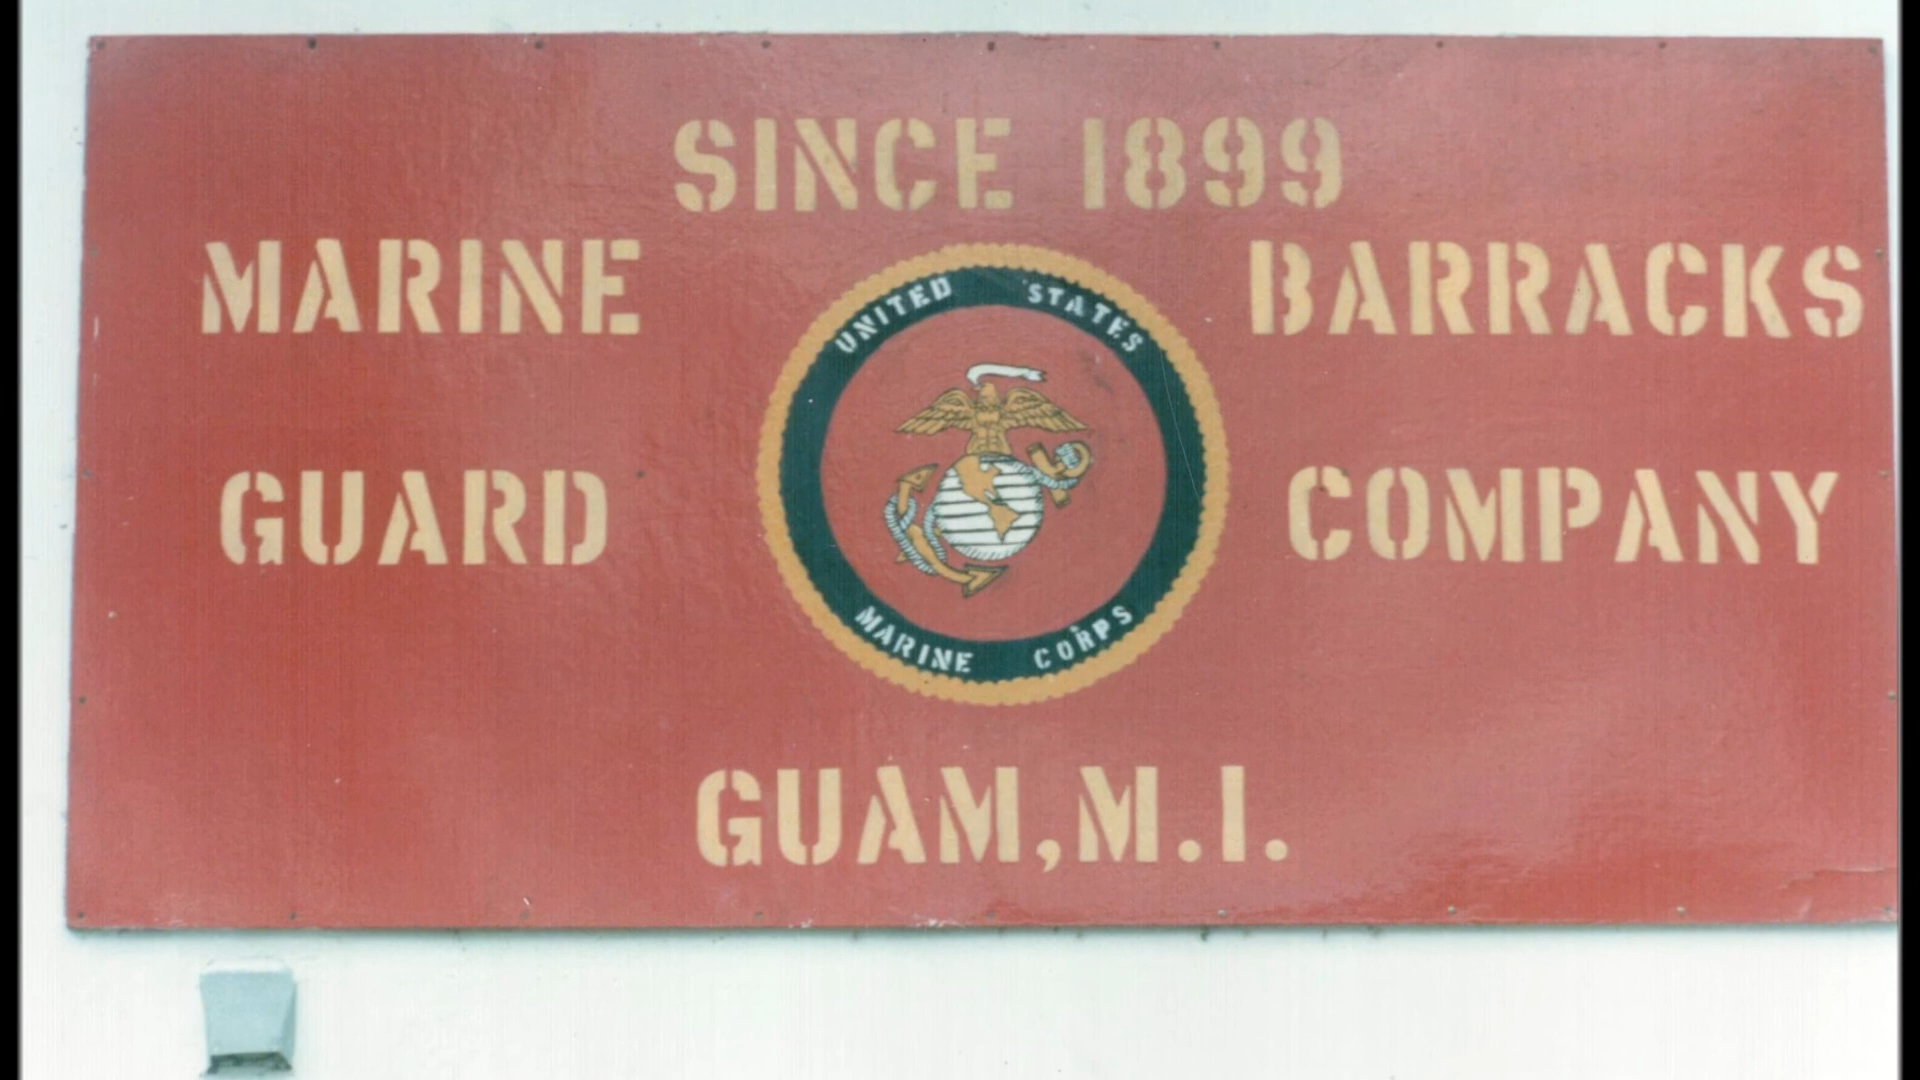 SINCE 1899
MARINE BARRACKS
UNITED STATES
GUARD COMPANY
MARINE CORPS
GUAM, M.I.